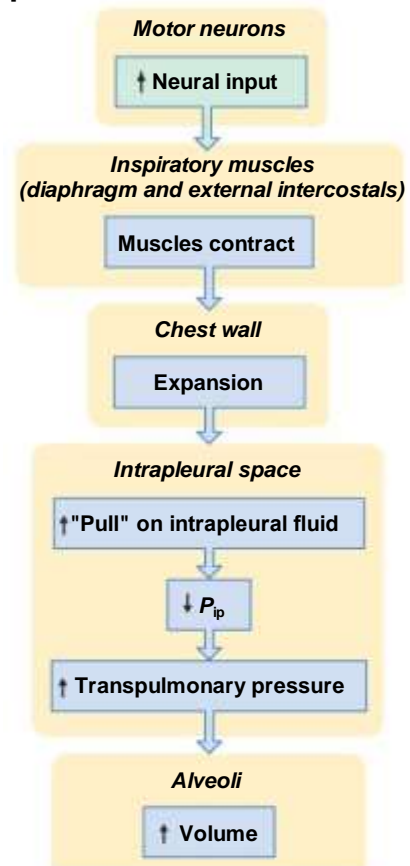 Motor neurons
↑ Neural input
Inspiratory muscles
(diaphragm and external intercostals)
Muscles contract
Chest wall
Expansion
Intrapleural space
↑ "Pull" on intrapleural fluid
↓ Pip
↑ Transpulmonary pressure
Alveoli
↑ Volume